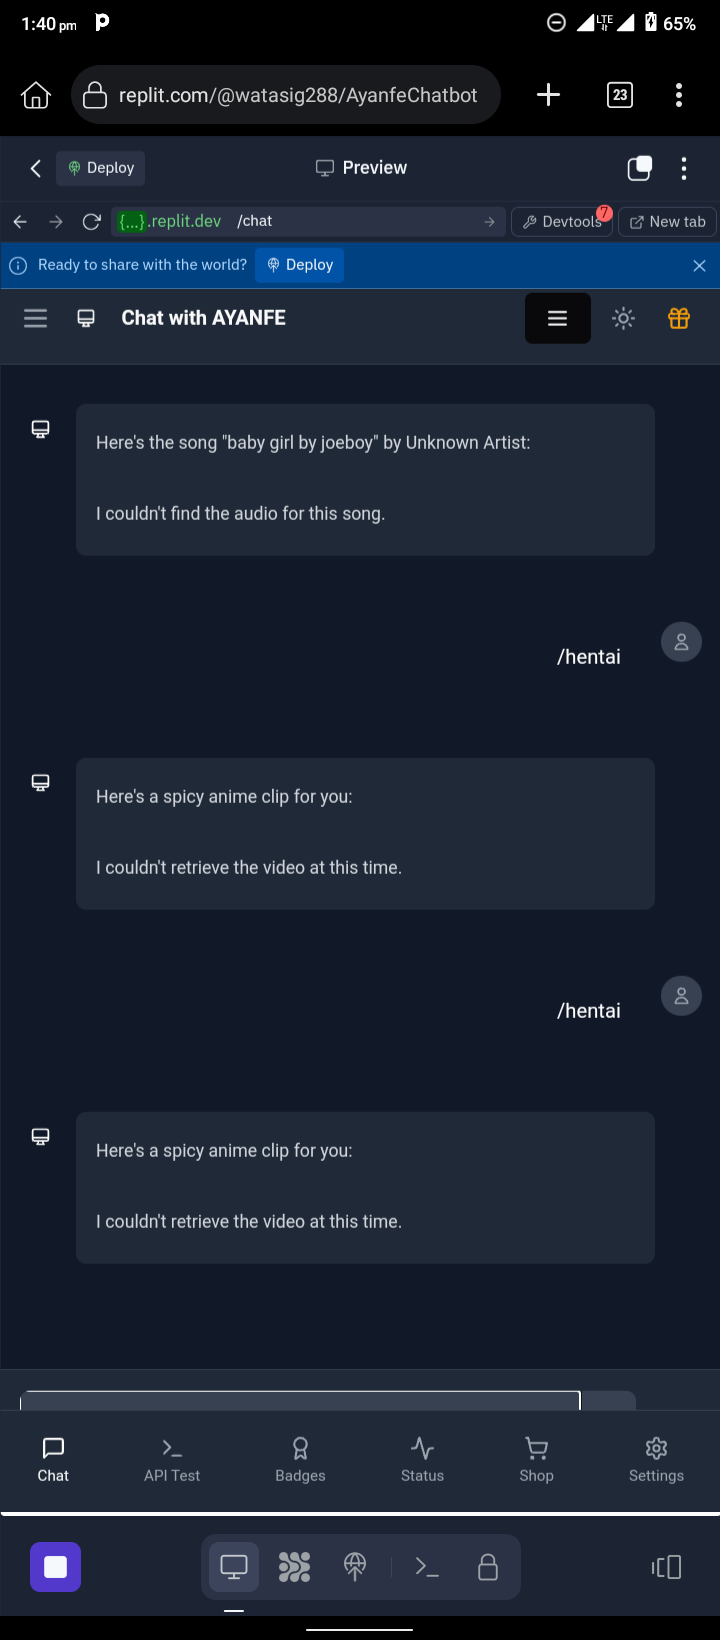 1:40 pm
LTE
65%
replit.com/@watasig288/AyanfeChatbot
23
Deploy
Preview
{...}.replit.dev /chat
Devtools
7
New tab
Ready to share with the world?
Deploy
Chat with AYANFE
Here's the song "baby girl by joeboy" by Unknown Artist:
I couldn't find the audio for this song.
/hentai
Here's a spicy anime clip for you:
I couldn't retrieve the video at this time.
/hentai
Here's a spicy anime clip for you:
I couldn't retrieve the video at this time.
Chat
API Test
Badges
Status
Shop
Settings